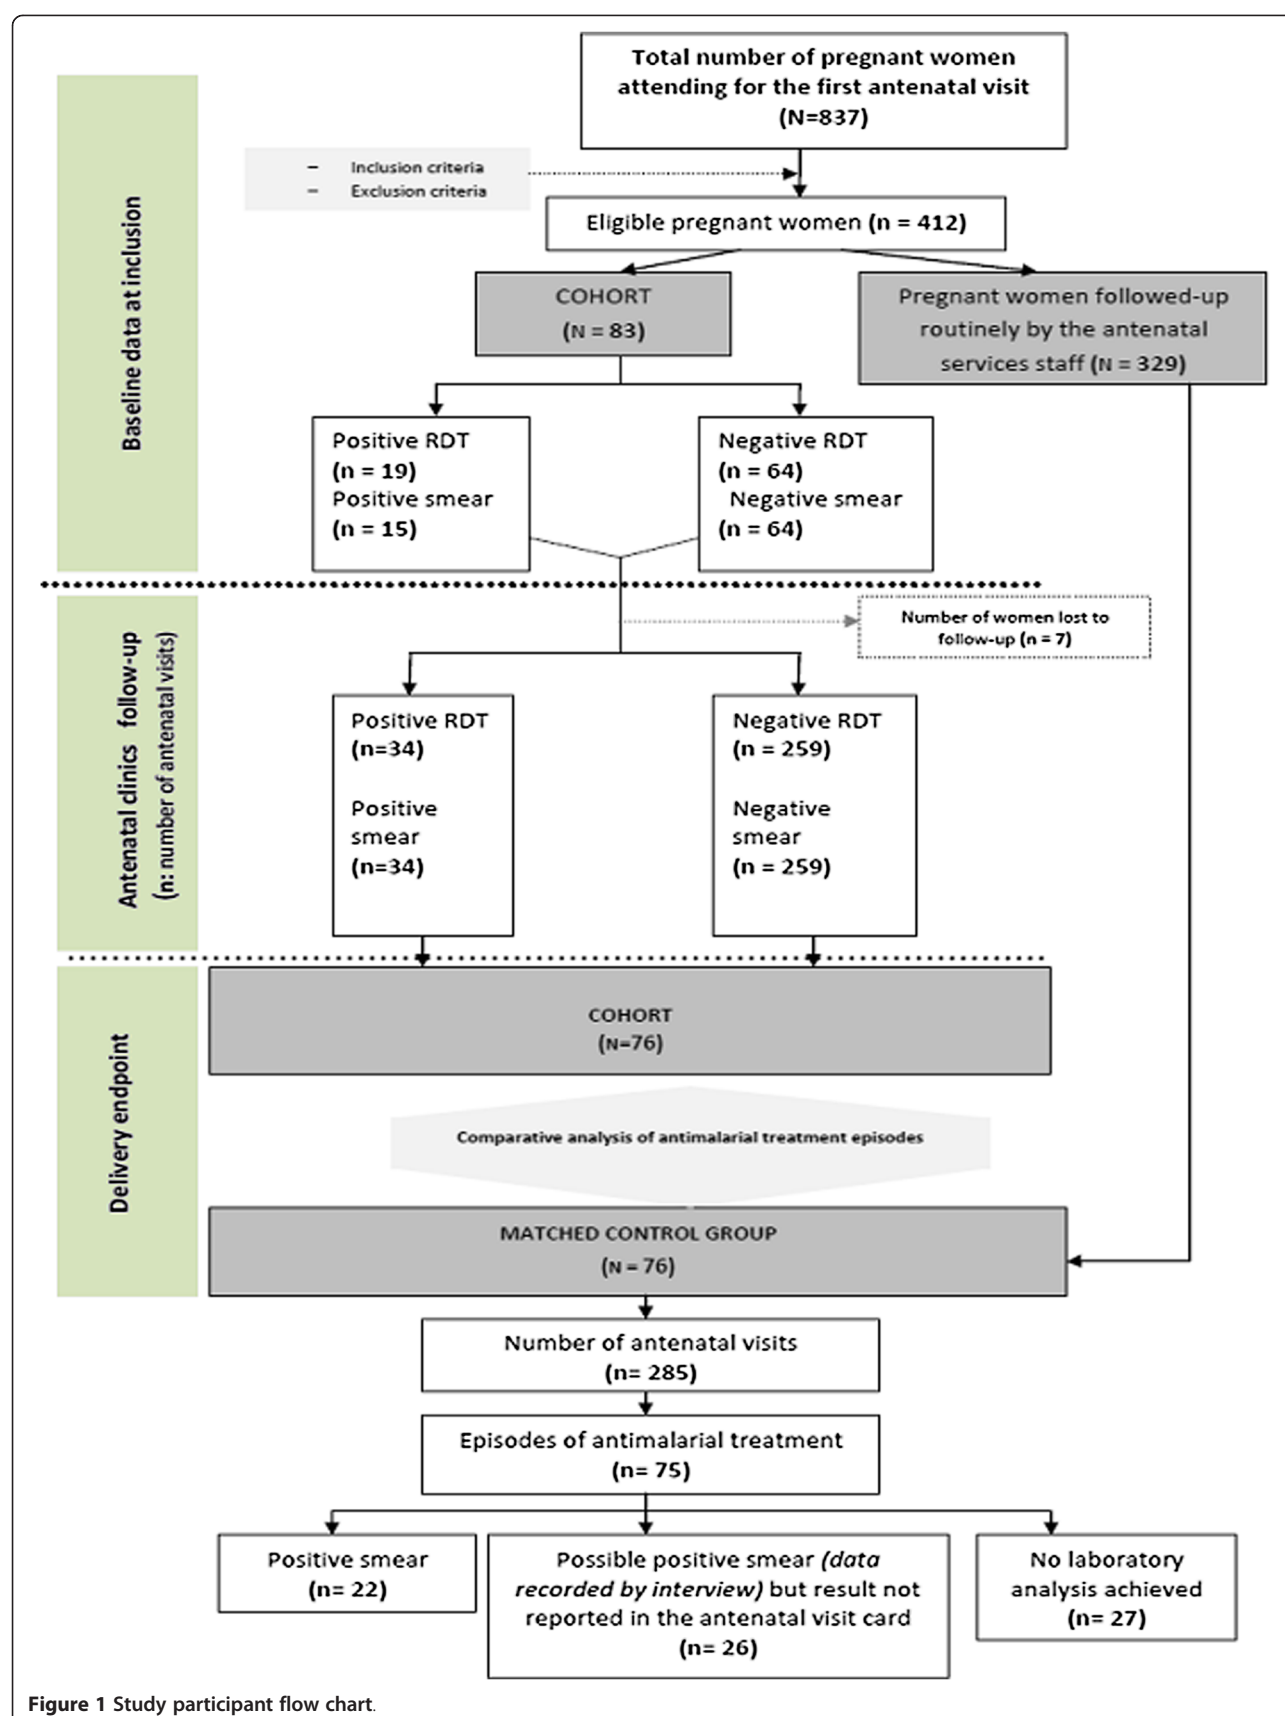 Total number of pregnant women
attending for the first antenatal visit
(N=837)
– Inclusion criteria
– Exclusion criteria
Eligible pregnant women (n = 412)
COHORT
(N = 83)
Pregnant women followed-up
routinely by the antenatal
services staff (N = 329)
Baseline data at inclusion
Positive RDT
(n = 19)
Positive smear
(n = 15)
Negative RDT
(n = 64)
Negative smear
(n = 64)
Number of women lost to
follow-up (n = 7)
Antenatal clinics follow-up
(n: number of antenatal visits)
Positive RDT
(n=34)
Positive
smear
(n=34)
Negative RDT
(n = 259)
Negative
smear
(n = 259)
Delivery endpoint
COHORT
(N=76)
Comparative analysis of antimalarial treatment episodes
MATCHED CONTROL GROUP
(N = 76)
Number of antenatal visits
(n= 285)
Episodes of antimalarial treatment
(n= 75)
Positive smear
(n= 22)
Possible positive smear (data
recorded by interview) but result not
reported in the antenatal visit card
(n= 26)
No laboratory
analysis achieved
(n= 27)
Figure 1 Study participant flow chart.